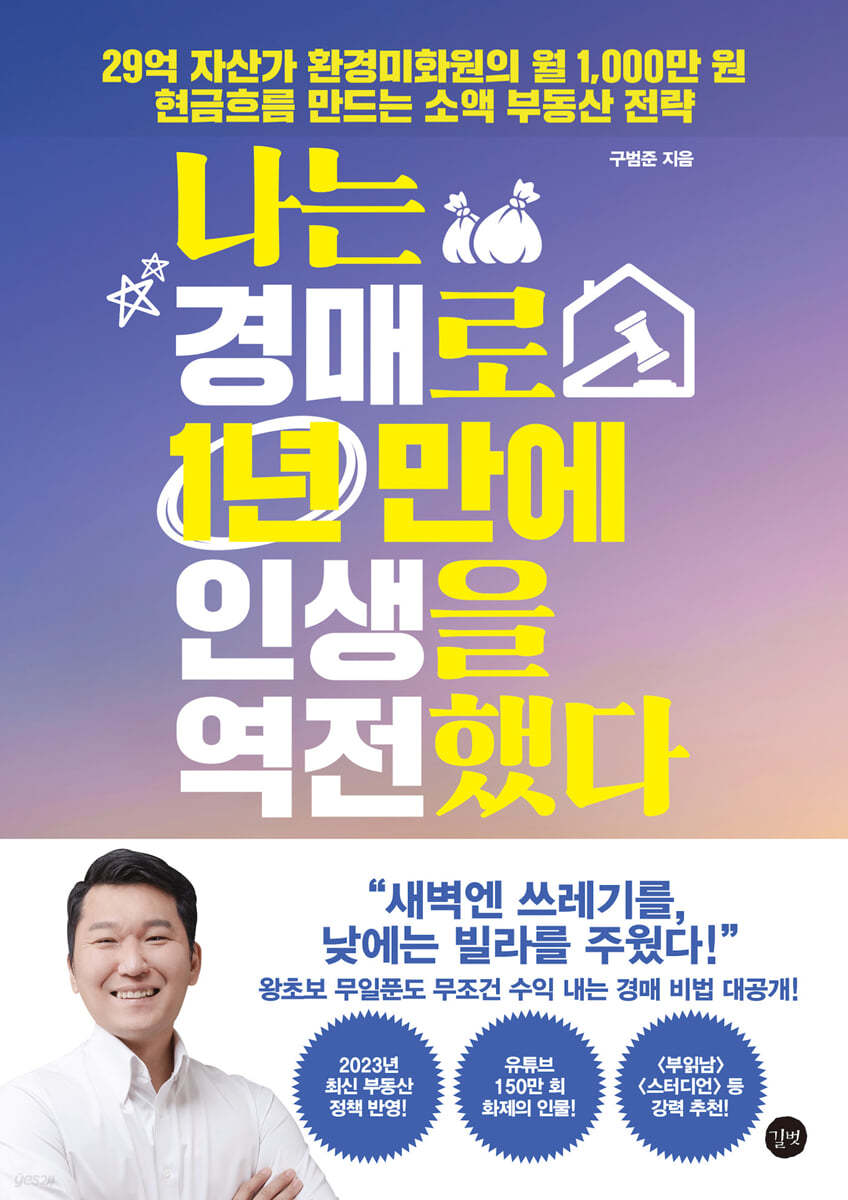 29억 자산가 환경미화원의 월 1,000만 원
현금흐름 만드는 소액 부동산 전략
구범준 지음
나는
경매로
1년 만에
인생을
역전했다
“새벽엔 쓰레기를,
낮에는 빌라를 주웠다!”
왕초보 무일푼도 무조건 수익 내는 경매 비법 대공개!
2023년
최신 부동산
정책 반영!
유튜브
150만 회
화제의 인물!
〈부읽남〉
〈스터디언〉 등
강력 추천!
길벗
yes24